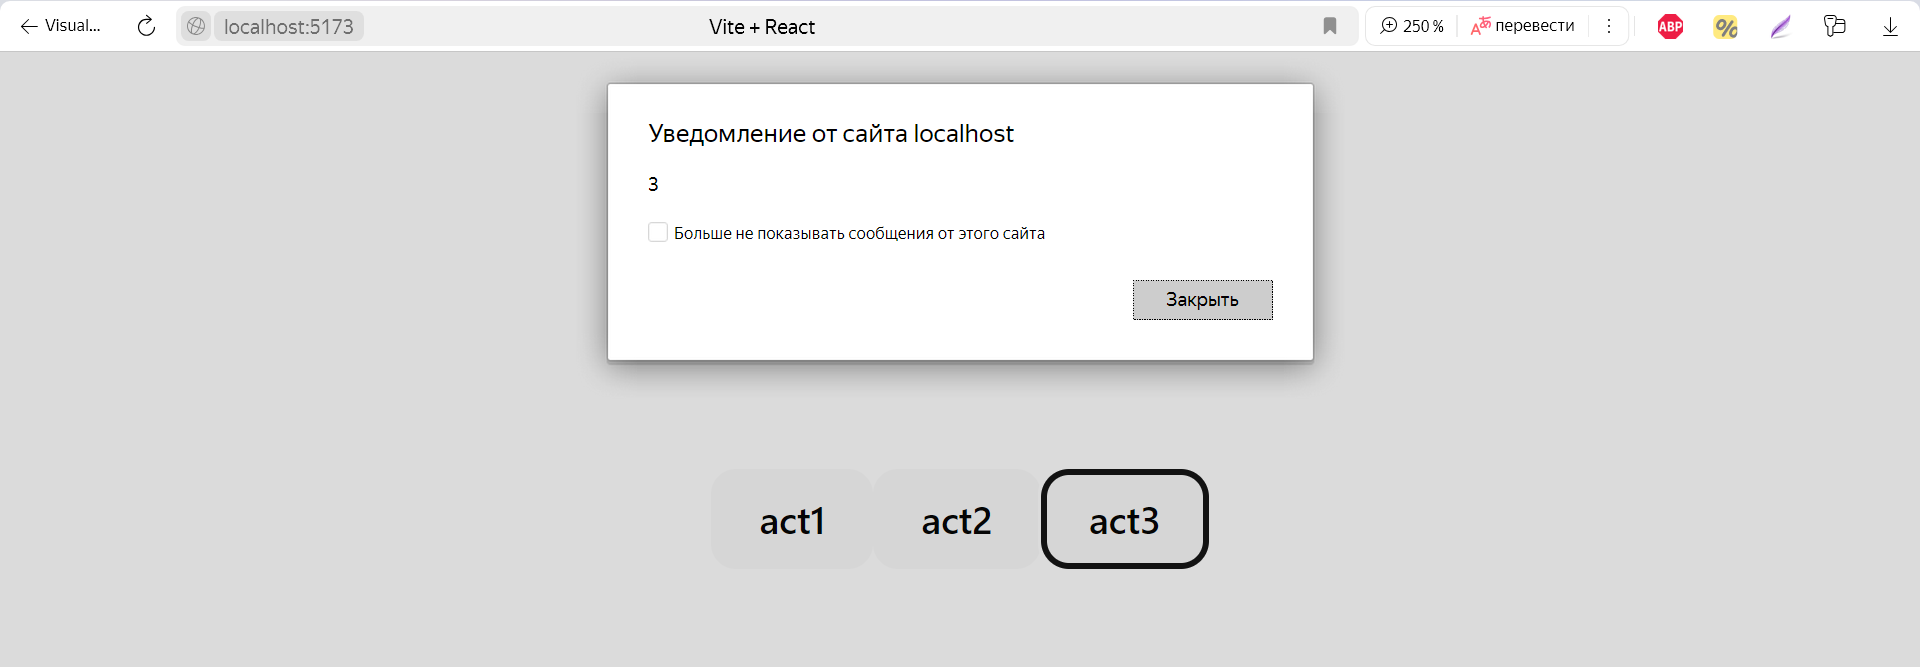 Visual...
localhost:5173
Vite + React
250 %
перевести
ABP
%
Уведомление от сайта localhost
3
Больше не показывать сообщения от этого сайта
Закрыть
act1
act2
act3